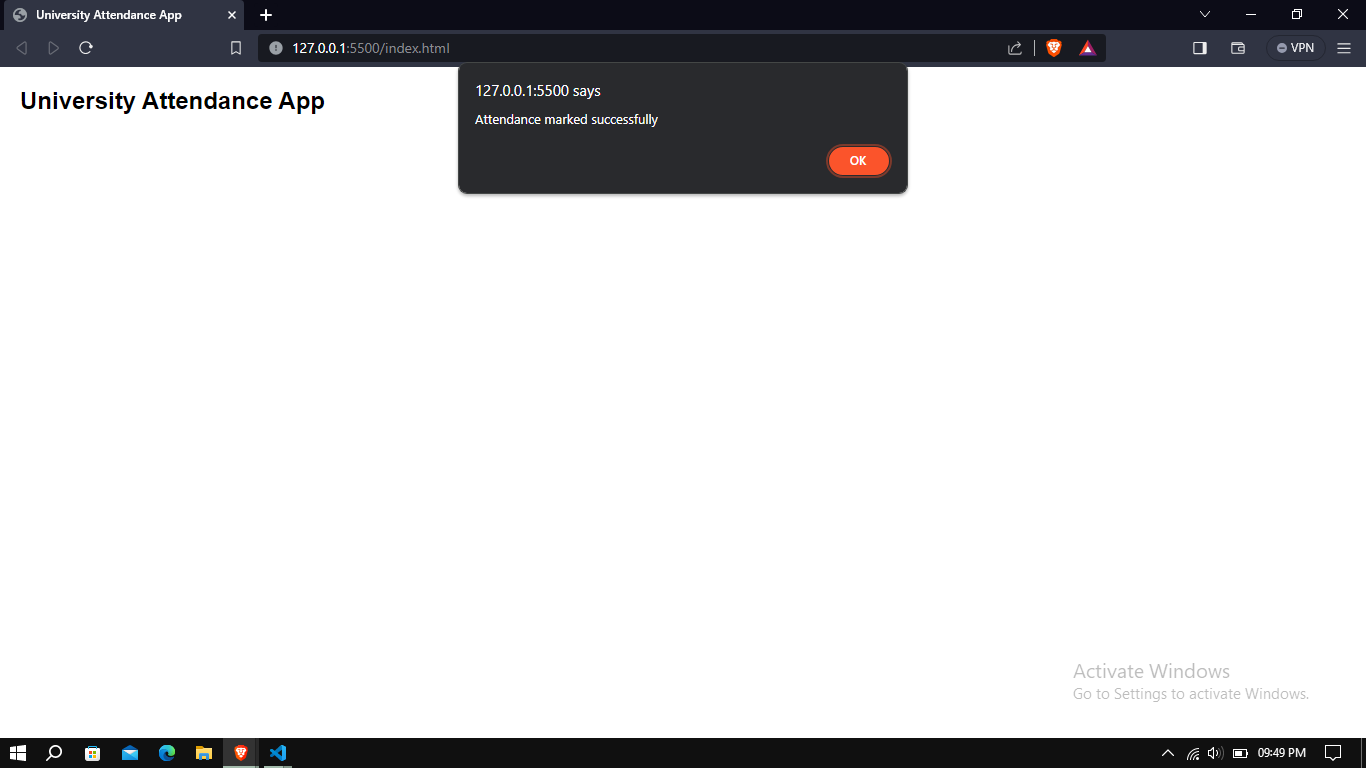 University Attendance App
127.0.0.1:5500/index.html
VPN
University Attendance App
127.0.0.1:5500 says
Attendance marked successfully
OK
Activate Windows
Go to Settings to activate Windows.
09:49 PM